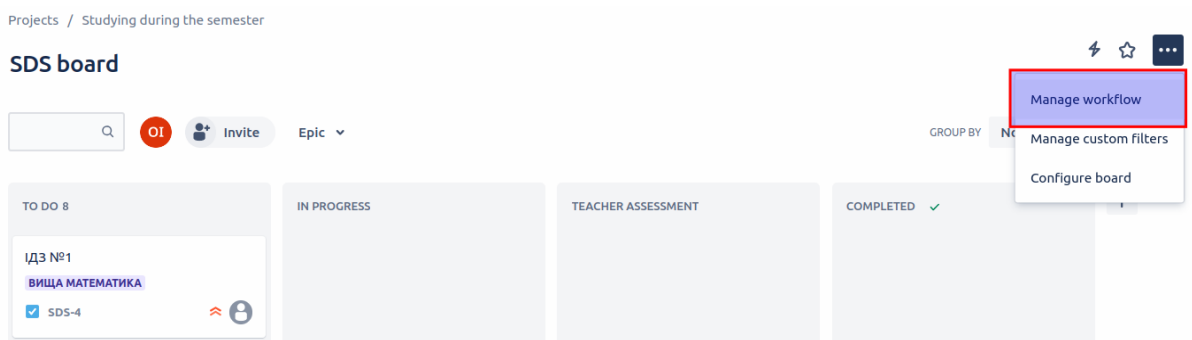 Projects / Studying during the semester
SDS board
Manage workflow
OI
Invite
Epic
GROUP BY
Manage custom filters
Configure board
TO DO 8
IN PROGRESS
TEACHER ASSESSMENT
COMPLETED
ІДЗ №1
ВИЩА МАТЕМАТИКА
SDS-4